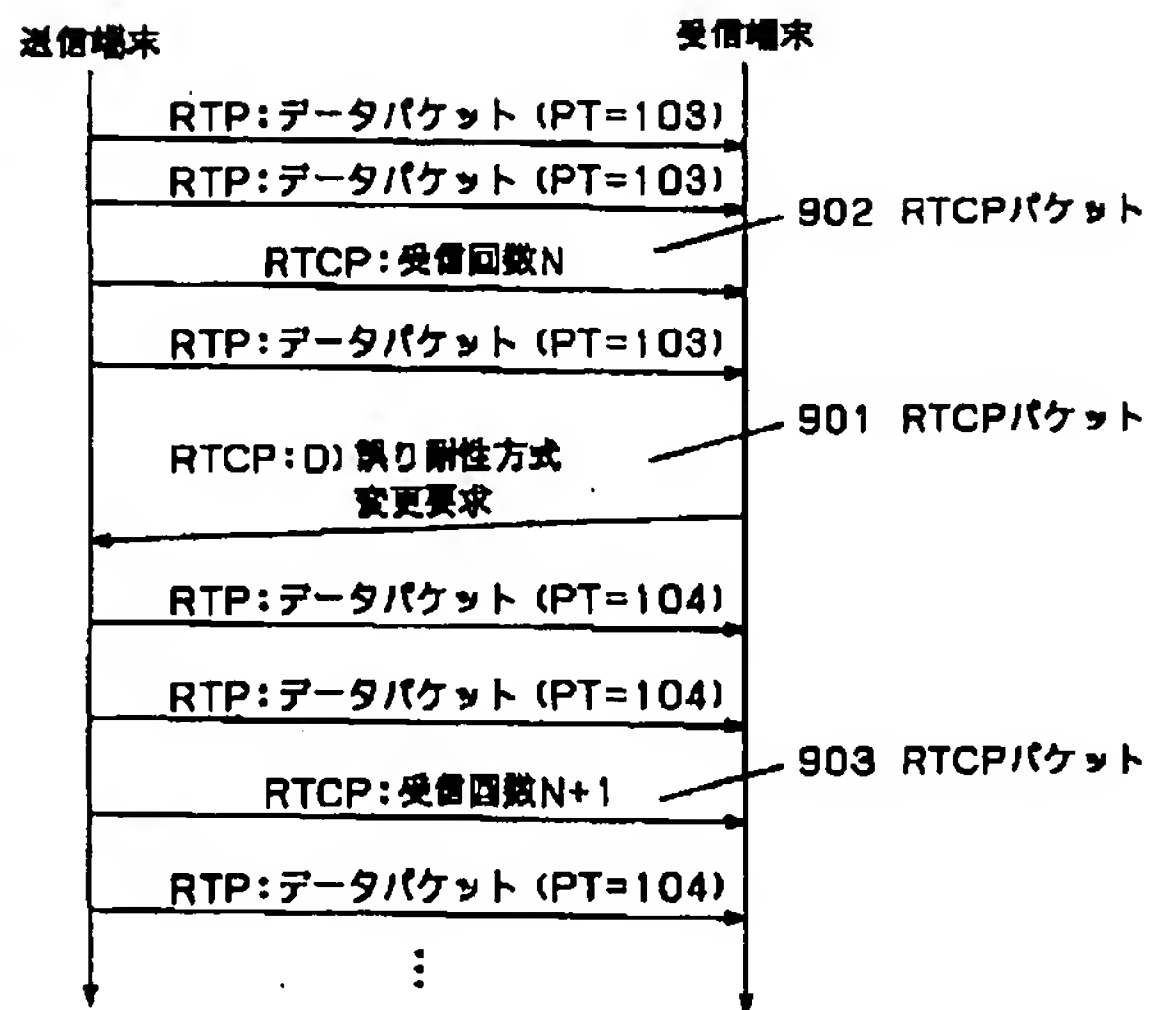 送信端末
受信端末
RTP:データパケット (PT=103)
RTP:データパケット (PT=103)
902 RTCPパケット
RTCP:受信回数N
RTP:データパケット (PT=103)
901 RTCPパケット
RTCP:D) 誤り耐性方式
変更要求
RTP:データパケット (PT=104)
RTP:データパケット (PT=104)
903 RTCPパケット
RTCP:受信回数N+1
RTP:データパケット (PT=104)